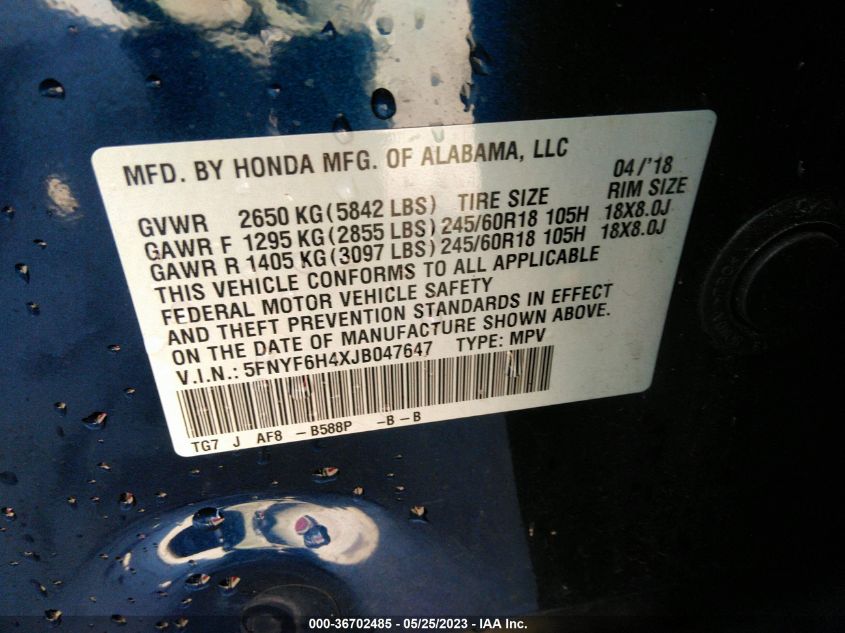 MFD. BY HONDA MFG. OF ALABAMA, LLC 04/'18
GVWR 2650 KG (5842 LBS) TIRE SIZE RIM SIZE
GAWR F 1295 KG (2855 LBS) 245/60R18 105H 18X8.0J
GAWR R 1405 KG (3097 LBS) 245/60R18 105H 18X8.0J
THIS VEHICLE CONFORMS TO ALL APPLICABLE
FEDERAL MOTOR VEHICLE SAFETY
AND THEFT PREVENTION STANDARDS IN EFFECT
ON THE DATE OF MANUFACTURE SHOWN ABOVE.
V.I.N.: 5FNYF6H4XJB047647 TYPE: MPV
TG7 J AF8 -B588P -B-B
000-36702485 - 05/25/2023 - IAA Inc.